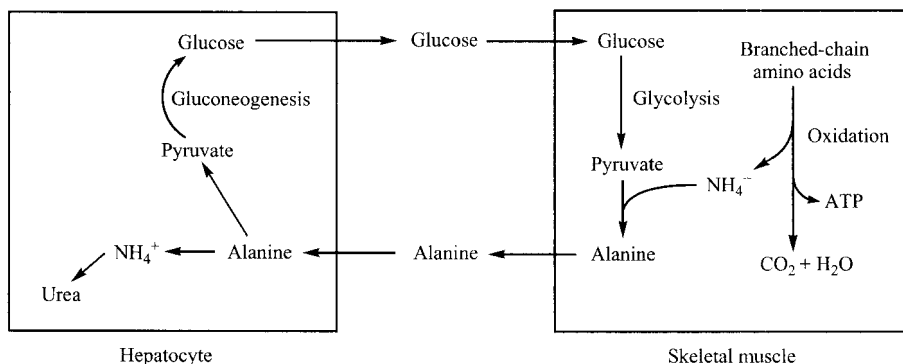 Glucose
Glucose
Glucose
Branched-chain
amino acids
Gluconeogenesis
Glycolysis
Oxidation
Pyruvate
Pyruvate
NH₄⁻
ATP
NH₄⁺
Alanine
Alanine
Alanine
CO₂ + H₂O
Urea
Hepatocyte
Skeletal muscle